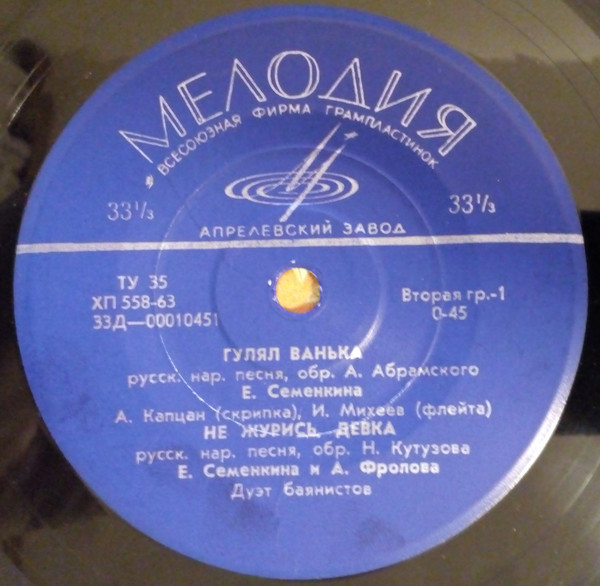 МЕЛОДИЯ
ВСЕСОЮЗНАЯ ФИРМА ГРАМПЛАСТИНОК
33⅓ 33⅓
АПРЕЛЕВСКИЙ ЗАВОД
ТУ 35
ХП 558-63
33Д—00010451
Вторая гр.-1
0-45
ГУЛЯЛ ВАНЬКА
русск. нар. песня, обр. А. Абрамского
Е. Семенкина
А. Капцан (скрипка), И. Михеев (флейта)
НЕ ЖУРИСЬ, ДЕВКА
русск. нар. песня, обр. Н. Кутузова
Е. Семенкина и А. Фролова
Дуэт баянистов